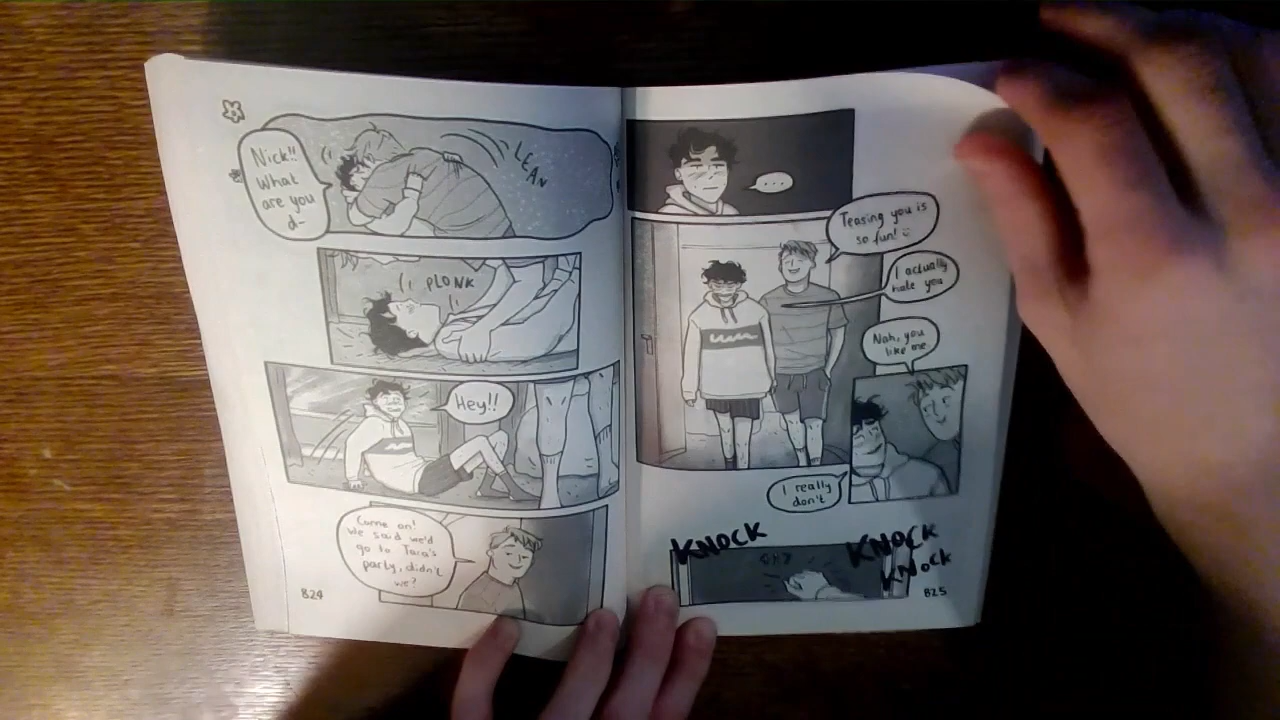 Nick!!
What
are you
d-
LEAN
PLONK
Hey!!
Come on!
We said we'd
go to Tara's
party, didn't
we?
824
...
Teasing you is
so fun!
I actually
hate you
Nah, you
like me.
I really
don't
KNOCK
KNOCK
KNOCK
825